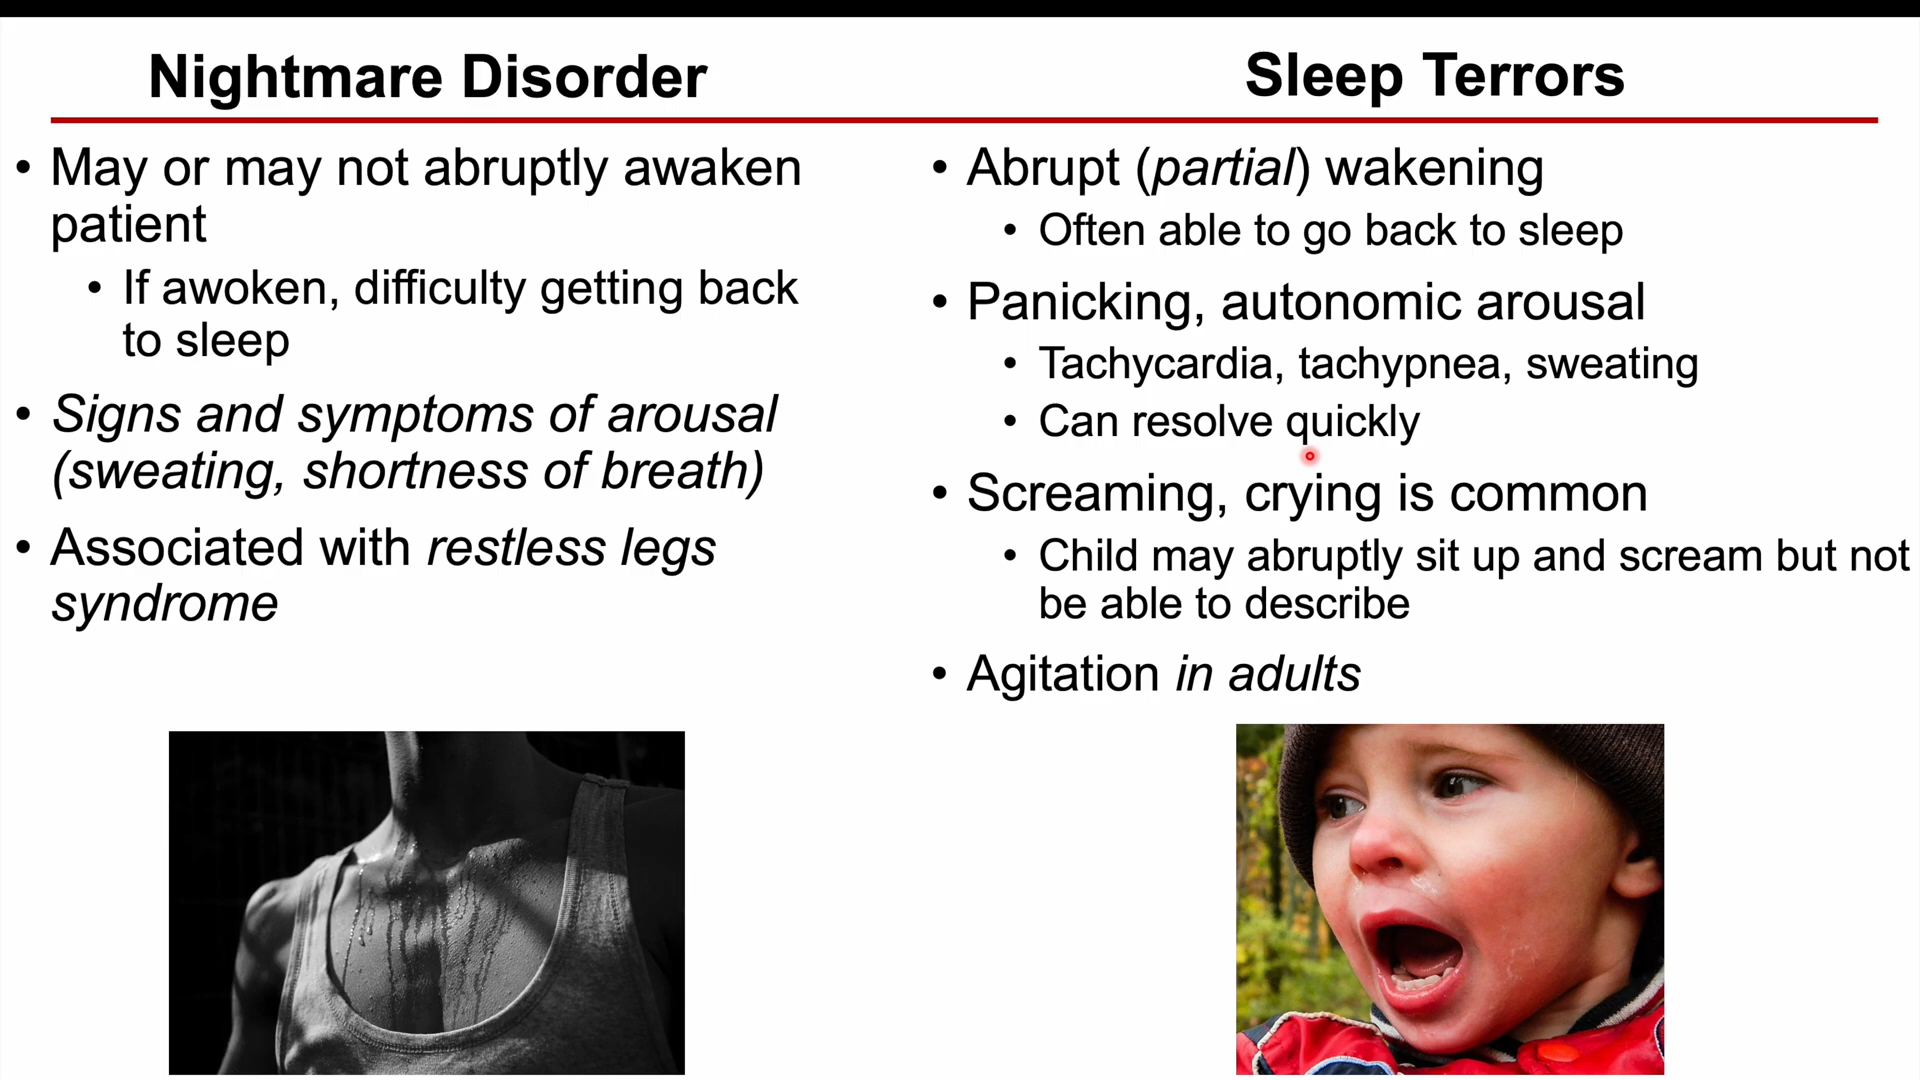 Nightmare Disorder
• May or may not abruptly awaken
patient
• If awoken, difficulty getting back
to sleep
• Signs and symptoms of arousal
(sweating, shortness of breath)
• Associated with restless legs
syndrome
Sleep Terrors
• Abrupt (partial) wakening
• Often able to go back to sleep
• Panicking, autonomic arousal
• Tachycardia, tachypnea, sweating
• Can resolve quickly
• Screaming, crying is common
• Child may abruptly sit up and scream but not
be able to describe
• Agitation in adults